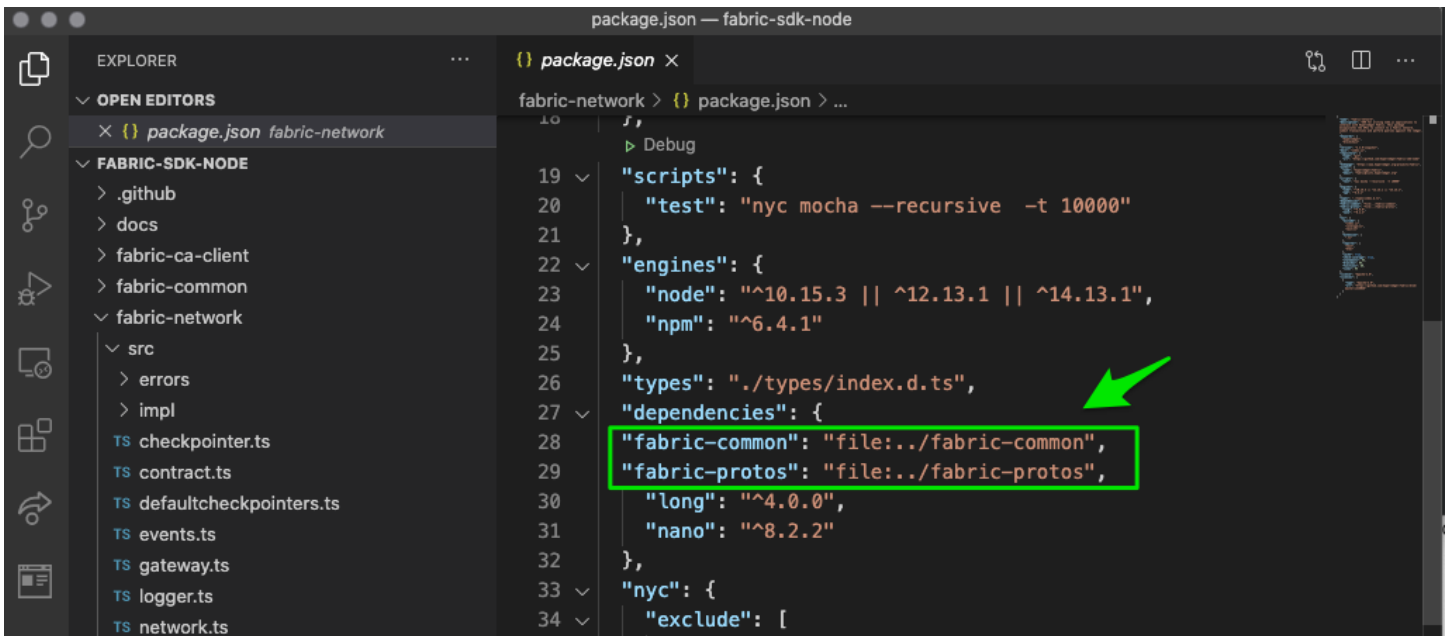 package.json — fabric-sdk-node
EXPLORER
OPEN EDITORS
{} package.json fabric-network
FABRIC-SDK-NODE
.github
docs
fabric-ca-client
fabric-common
fabric-network
src
errors
impl
TS checkpointer.ts
TS contract.ts
TS defaultcheckpointers.ts
TS events.ts
TS gateway.ts
TS logger.ts
TS network.ts
{} package.json
fabric-network > {} package.json > ...
18 },
Debug
19 "scripts": {
20 "test": "nyc mocha --recursive  -t 10000"
21 },
22 "engines": {
23 "node": "^10.15.3 || ^12.13.1 || ^14.13.1",
24 "npm": "^6.4.1"
25 },
26 "types": "./types/index.d.ts",
27 "dependencies": {
28 "fabric-common": "file:../fabric-common",
29 "fabric-protos": "file:../fabric-protos",
30 "long": "^4.0.0",
31 "nano": "^8.2.2"
32 },
33 "nyc": {
34 "exclude": [